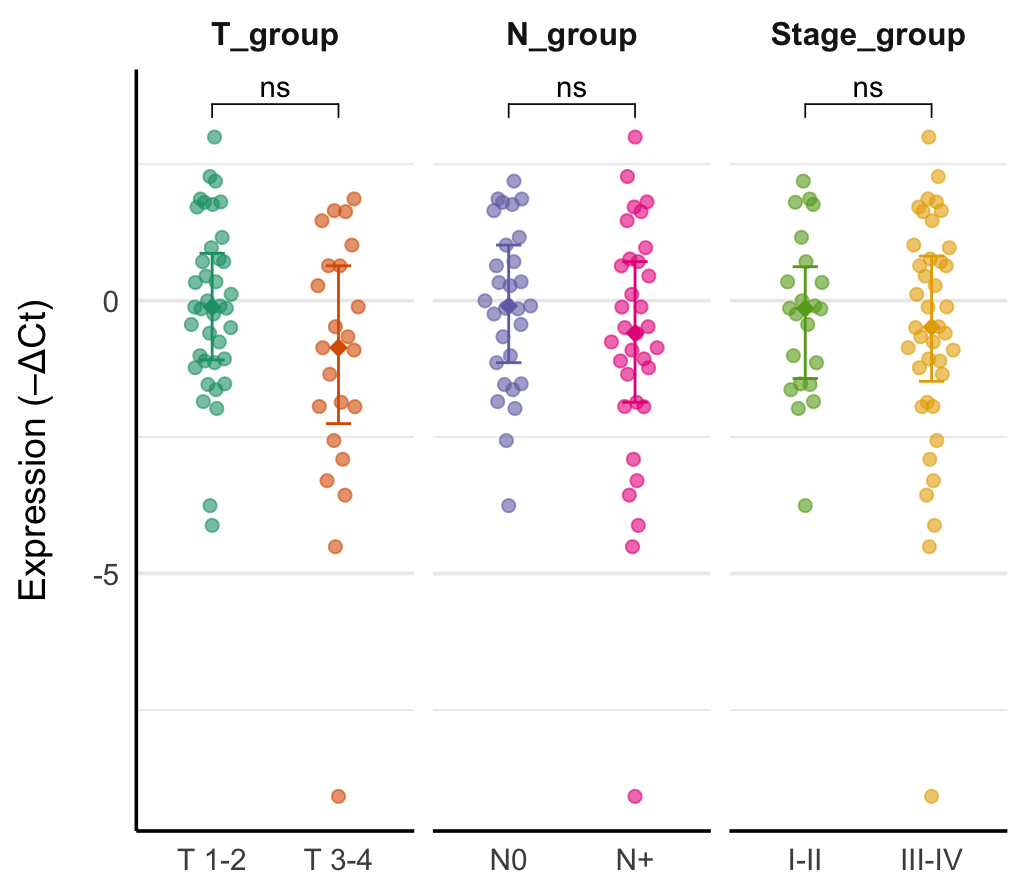 T_group
N_group
Stage_group
ns
ns
ns
Expression (–ΔCt)
0
-5
T 1-2
T 3-4
N0
N+
I-II
III-IV